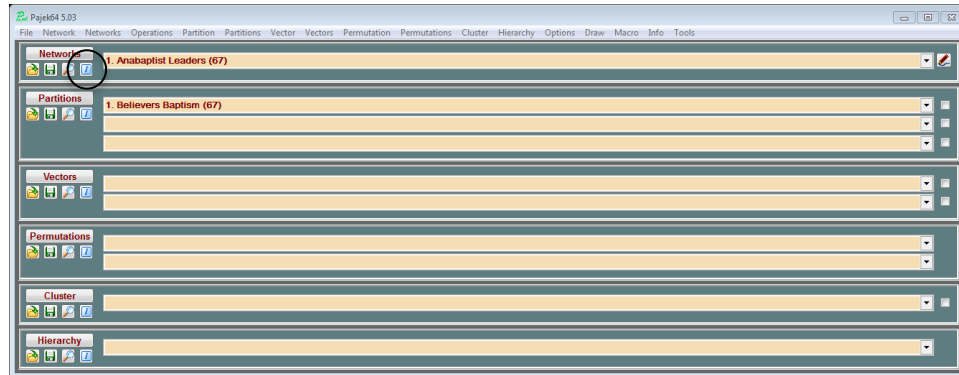 Pajek64 5.03
File Network Networks Operations Partition Partitions Vector Vectors Permutation Permutations Cluster Hierarchy Options Draw Macro Info Tools
Networks
1. Anabaptist Leaders (67)
Partitions
1. Believers Baptism (67)
Vectors
Permutations
Cluster
Hierarchy